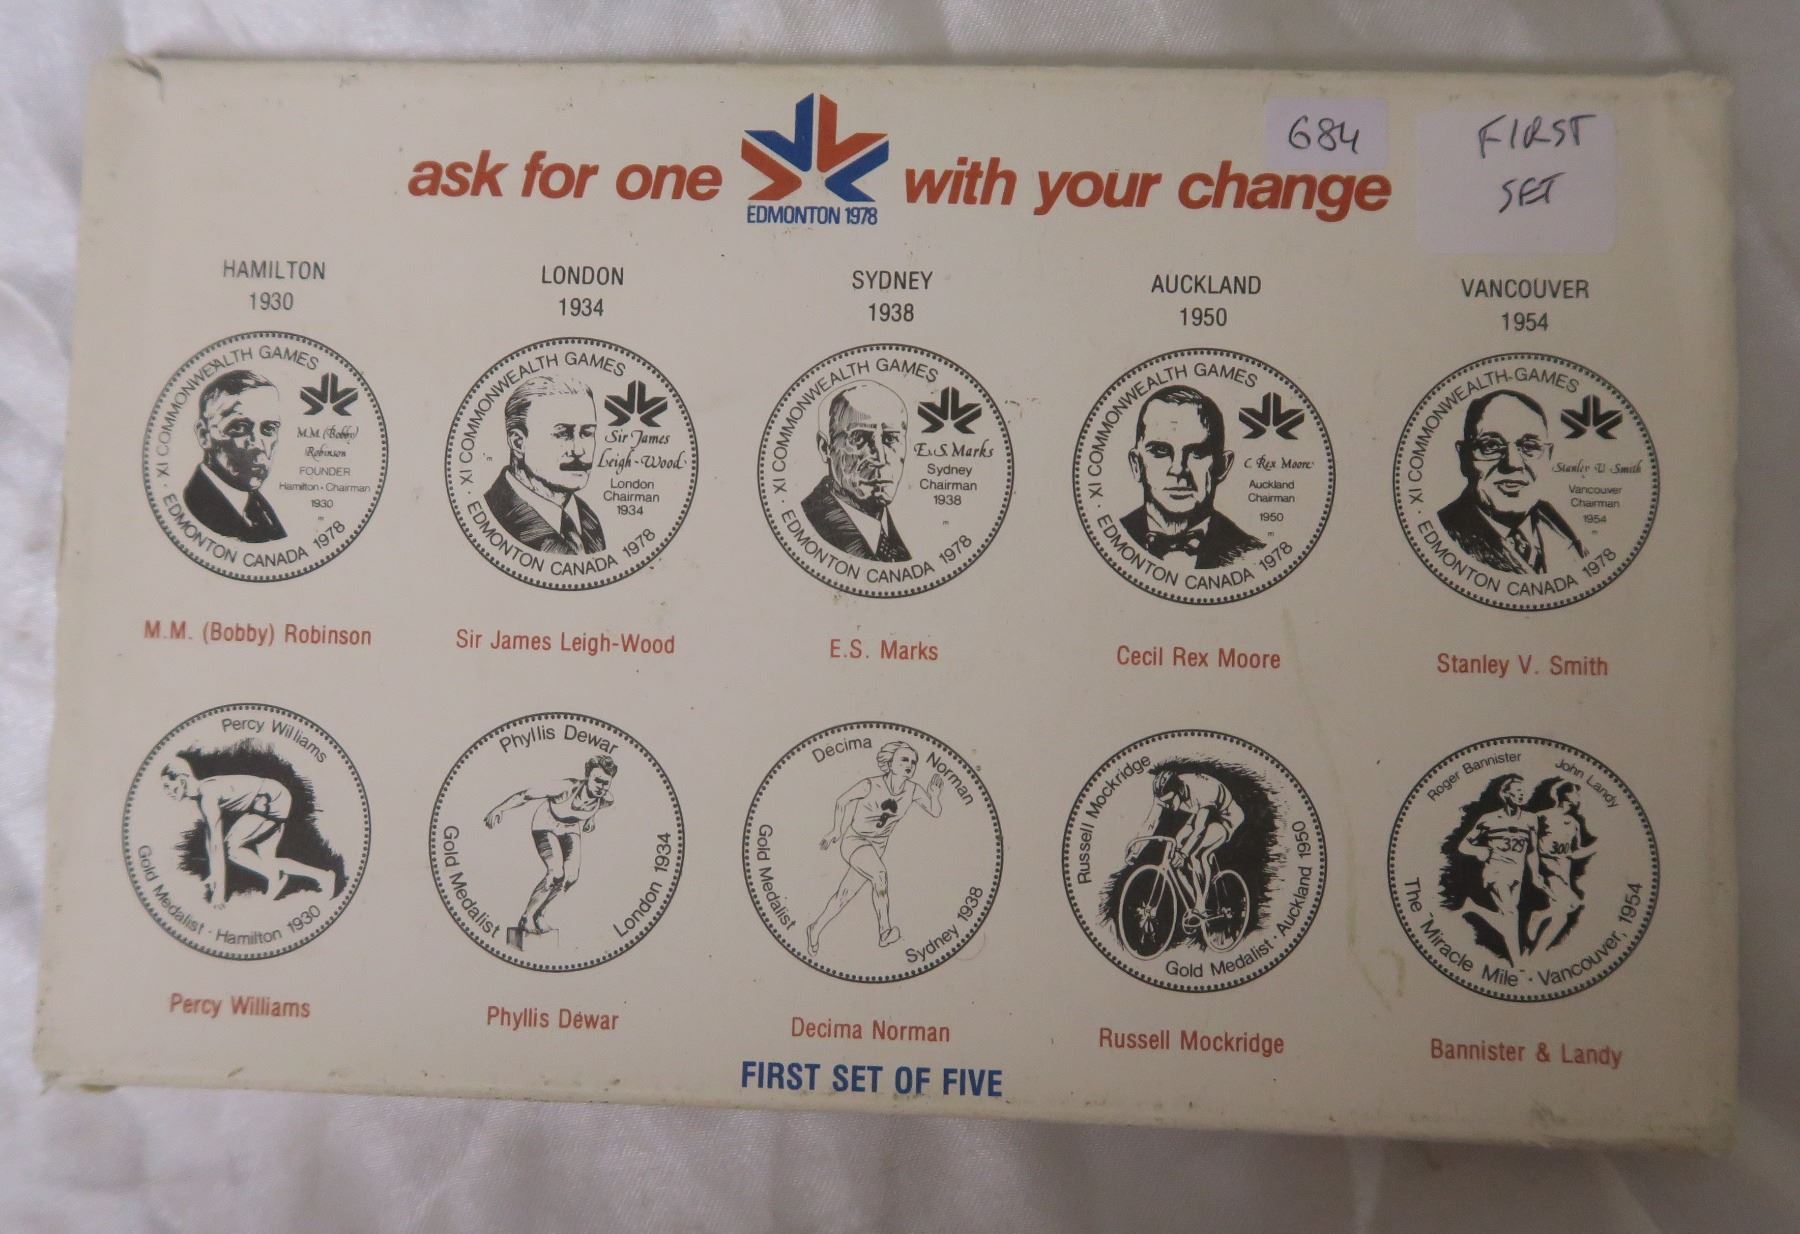 ask for one
EDMONTON 1978
with your change
684
FIRST
SET
HAMILTON
1930
LONDON
1934
SYDNEY
1938
AUCKLAND
1950
VANCOUVER
1954
XI COMMONWEALTH GAMES
M.M. (Bobby)
Robinson
FOUNDER
Hamilton · Chairman
1930
EDMONTON CANADA 1978
XI COMMONWEALTH GAMES
Sir James
Leigh-Wood
London
Chairman
1934
EDMONTON CANADA 1978
XI COMMONWEALTH GAMES
E.S. Marks
Sydney
Chairman
1938
EDMONTON CANADA 1978
XI COMMONWEALTH GAMES
C. Rex Moore
Auckland
Chairman
1950
EDMONTON CANADA 1978
XI COMMONWEALTH GAMES
Stanley V. Smith
Vancouver
Chairman
1954
EDMONTON CANADA 1978
M.M. (Bobby) Robinson
Sir James Leigh-Wood
E.S. Marks
Cecil Rex Moore
Stanley V. Smith
Percy Williams
Gold Medalist · Hamilton 1930
Phyllis Dewar
Gold Medalist
London 1934
Decima Norman
Gold Medalist
Sydney 1938
Russell Mockridge
Gold Medalist · Auckland 1950
Roger Bannister
John Landy
329
300
The "Miracle Mile" · Vancouver, 1954
Percy Williams
Phyllis Dewar
Decima Norman
Russell Mockridge
Bannister & Landy
FIRST SET OF FIVE